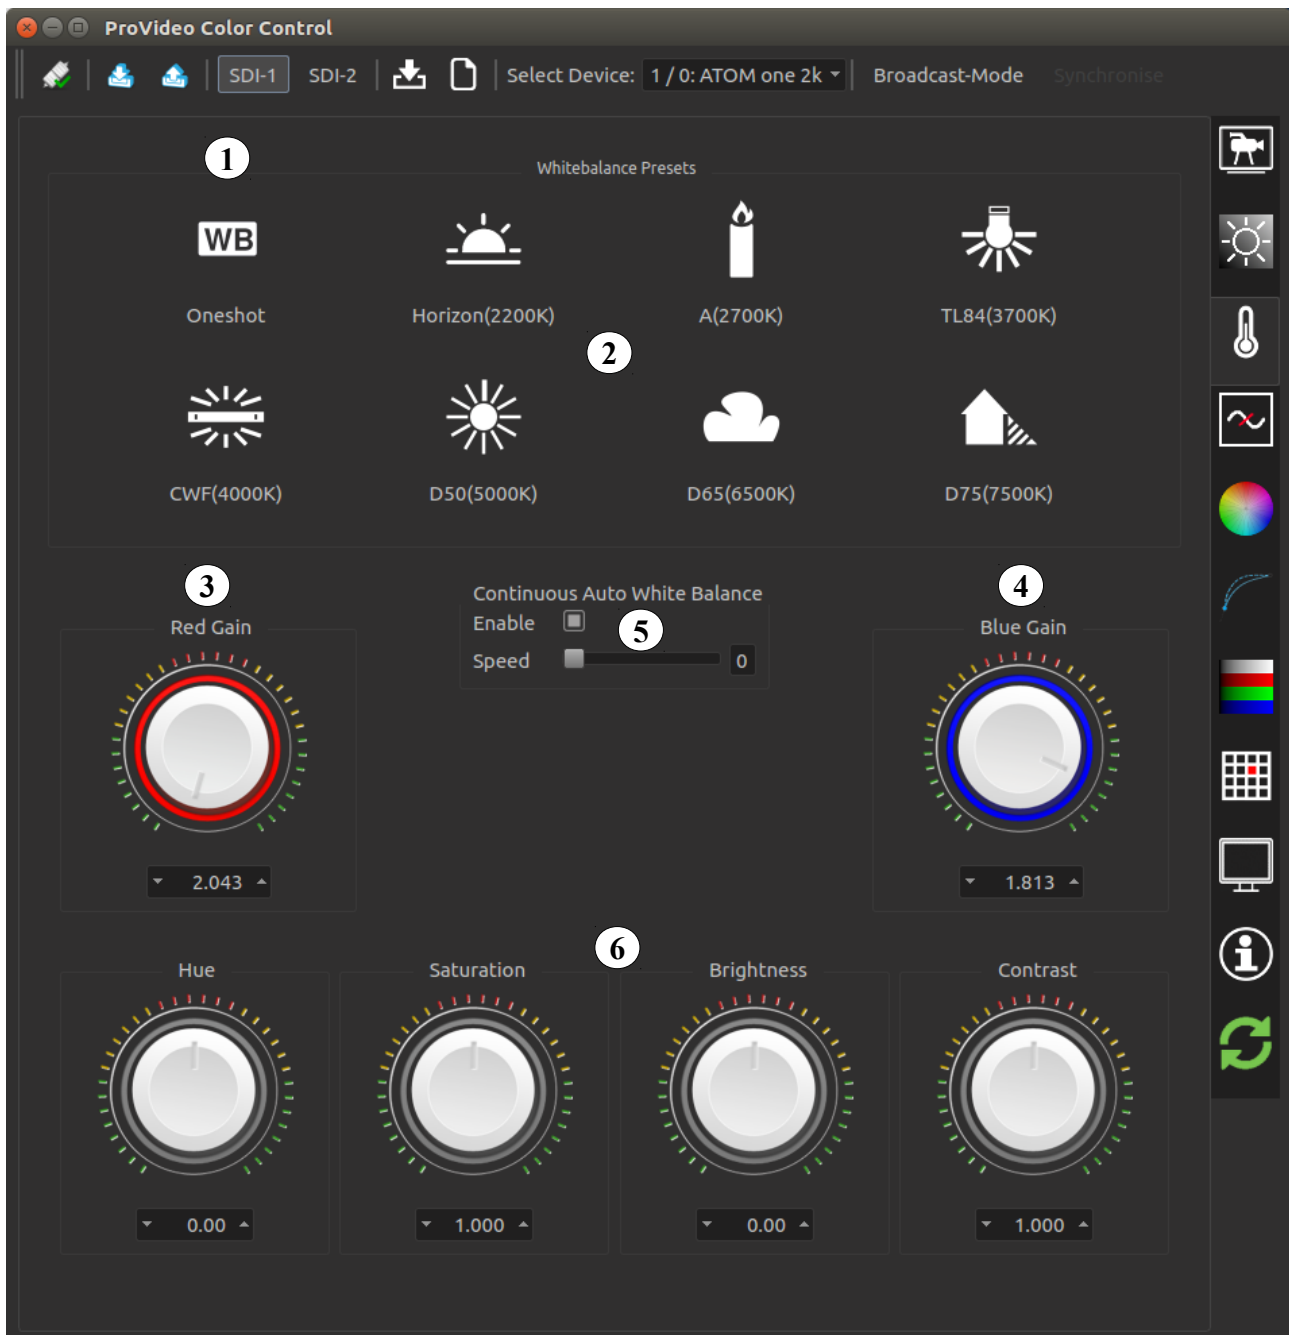 ProVideo Color Control
SDI-1 SDI-2 Select Device: 1 / 0: ATOM one 2k Broadcast-Mode Synchronise
1
Whitebalance Presets
WB
Oneshot Horizon(2200K) A(2700K) TL84(3700K)
2
CWF(4000K) D50(5000K) D65(6500K) D75(7500K)
3 4
Continuous Auto White Balance
Enable 5
Speed 0
Red Gain Blue Gain
2.043 1.813
6
Hue Saturation Brightness Contrast
0.00 1.000 0.00 1.000